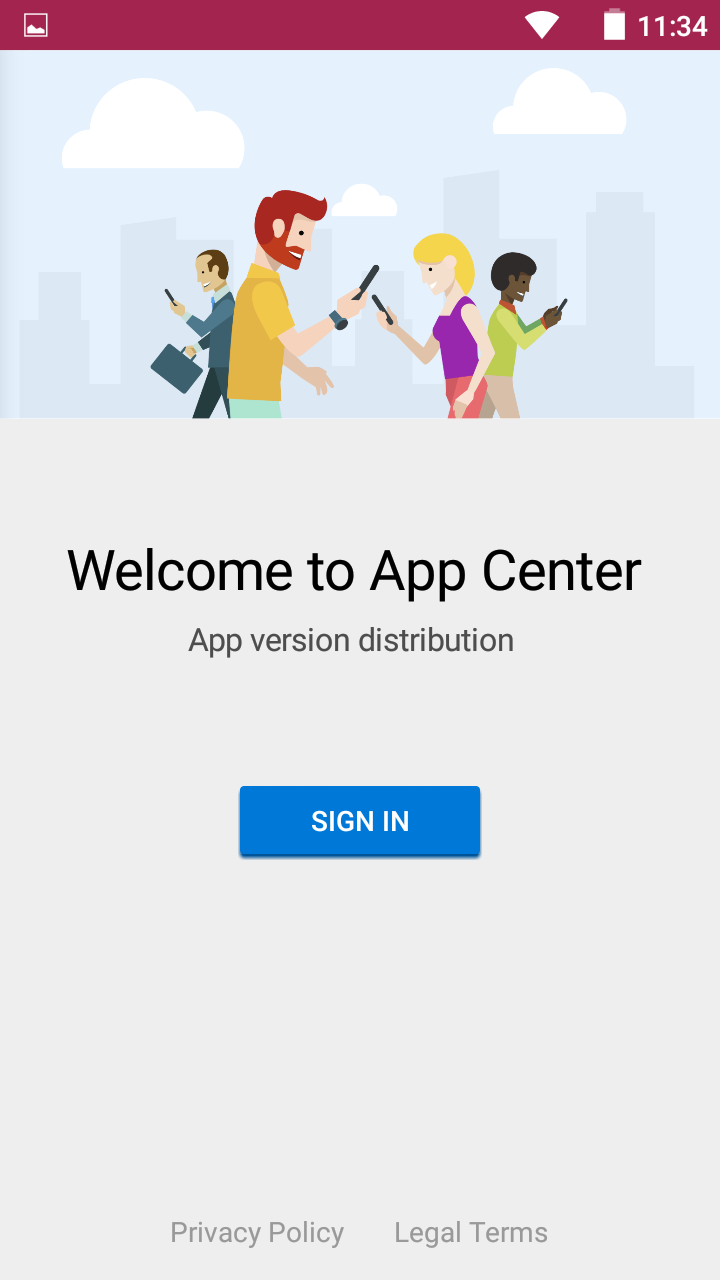 11:34
Welcome to App Center
App version distribution
SIGN IN
Privacy Policy Legal Terms